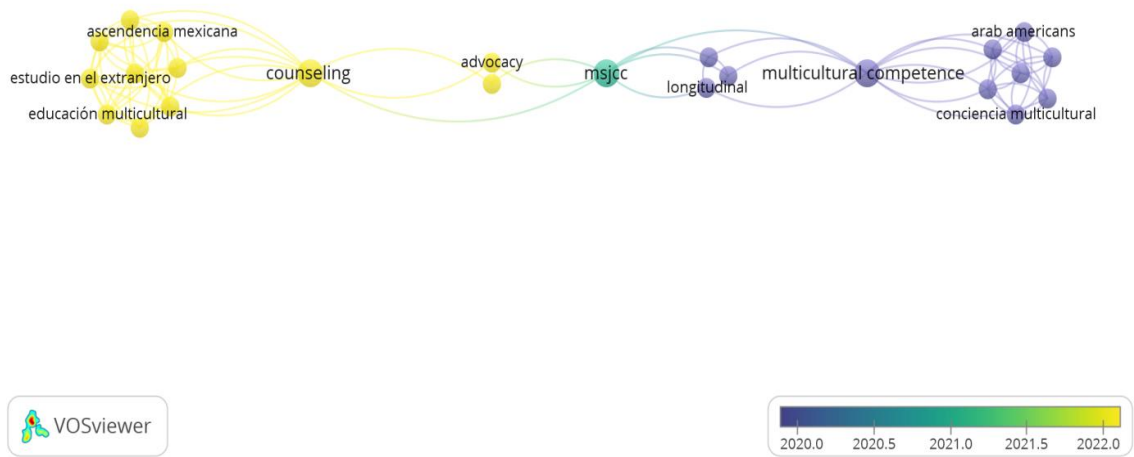 ascendencia mexicana
arab americans
advocacy
counseling
msjcc
multicultural competence
estudio en el extranjero
longitudinal
educación multicultural
conciencia multicultural
VOSviewer
2020.0 2020.5 2021.0 2021.5 2022.0